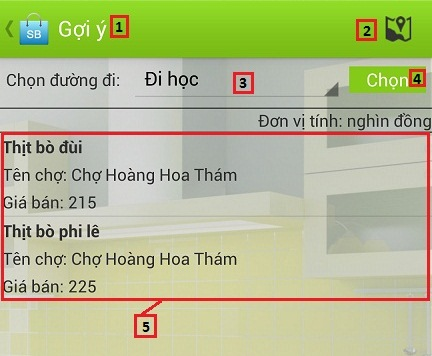 SB Gợi ý 1 2
Chọn đường đi: Đi học 3 Chọn 4
Đơn vị tính: nghìn đồng
Thịt bò đùi
Tên chợ: Chợ Hoàng Hoa Thám
Giá bán: 215
Thịt bò phi lê
Tên chợ: Chợ Hoàng Hoa Thám
Giá bán: 225
5